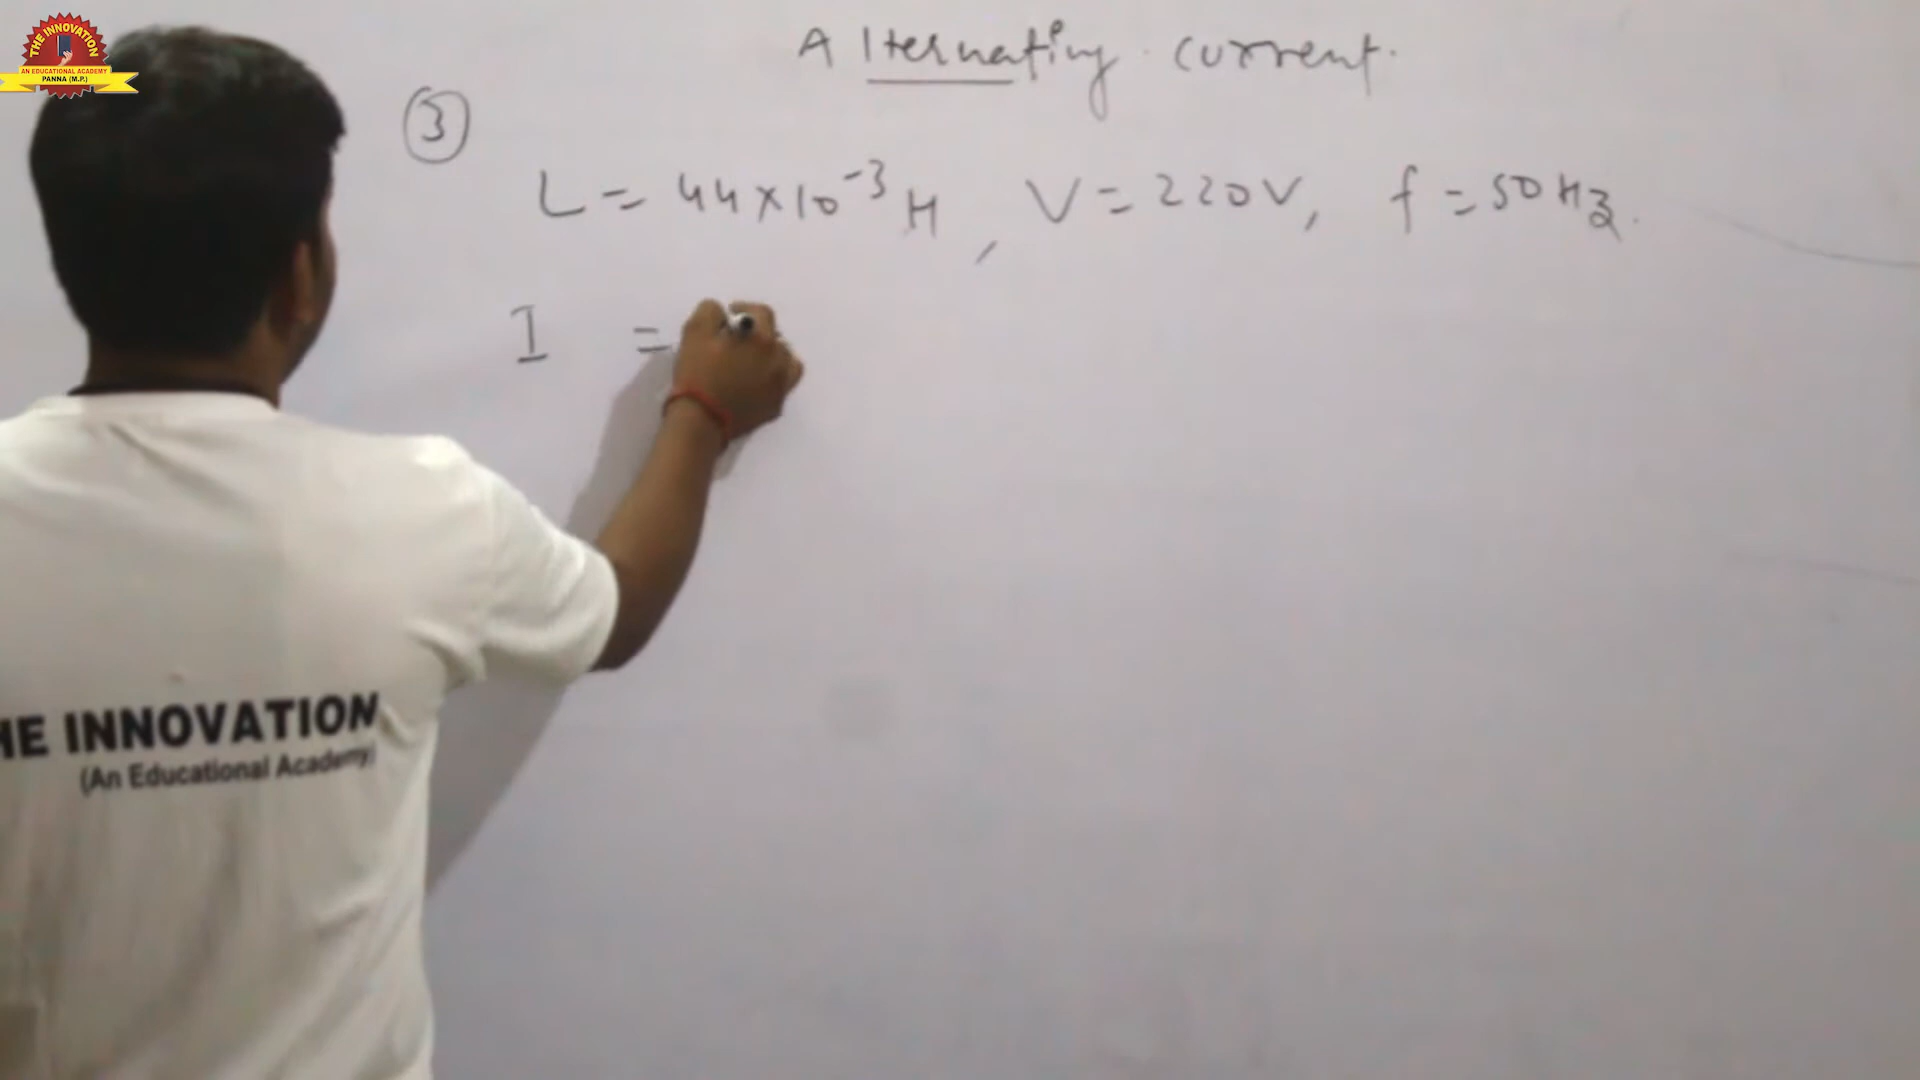 THE INNOVATION
AN EDUCATIONAL ACADEMY
PANNA (M.P.)
Alternating current.
3
L = 44×10⁻³ H, V = 220V, f = 50Hz.
I =
HE INNOVATION
(An Educational Academy)